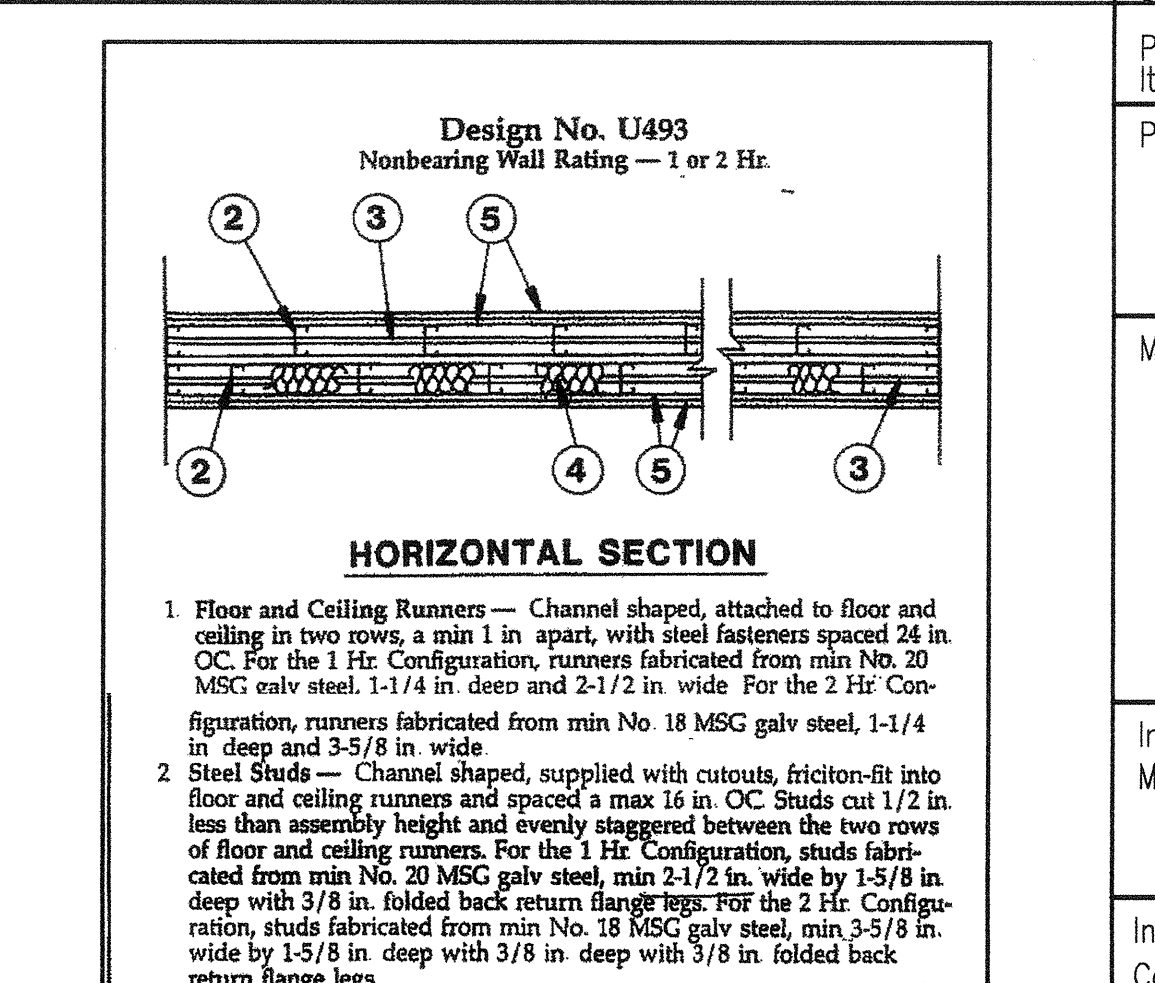 Design No. U493
Nonbearing Wall Rating — 1 or 2 Hr.
2 3 5
2 4 5 3
HORIZONTAL SECTION
1. Floor and Ceiling Runners — Channel shaped, attached to floor and
ceiling in two rows, a min 1 in apart, with steel fasteners spaced 24 in.
OC. For the 1 Hr. Configuration, runners fabricated from min No. 20
MSG galv steel, 1-1/4 in. deep and 2-1/2 in. wide For the 2 Hr. Con-
figuration, runners fabricated from min No. 18 MSG galv steel, 1-1/4
in deep and 3-5/8 in. wide.
2 Steel Studs — Channel shaped, supplied with cutouts, friciton-fit into
floor and ceiling runners and spaced a max 16 in. OC Studs cut 1/2 in.
less than assembly height and evenly staggered between the two rows
of floor and ceiling runners. For the 1 Hr. Configuration, studs fabri-
cated from min No. 20 MSG galv steel, min 2-1/2 in. wide by 1-5/8 in.
deep with 3/8 in. folded back return flange legs. For the 2 Hr. Configu-
ration, studs fabricated from min No. 18 MSG galv steel, min 3-5/8 in.
wide by 1-5/8 in. deep with 3/8 in. deep with 3/8 in. folded back
return flange legs
P
It
P
M
In
M
In
Co